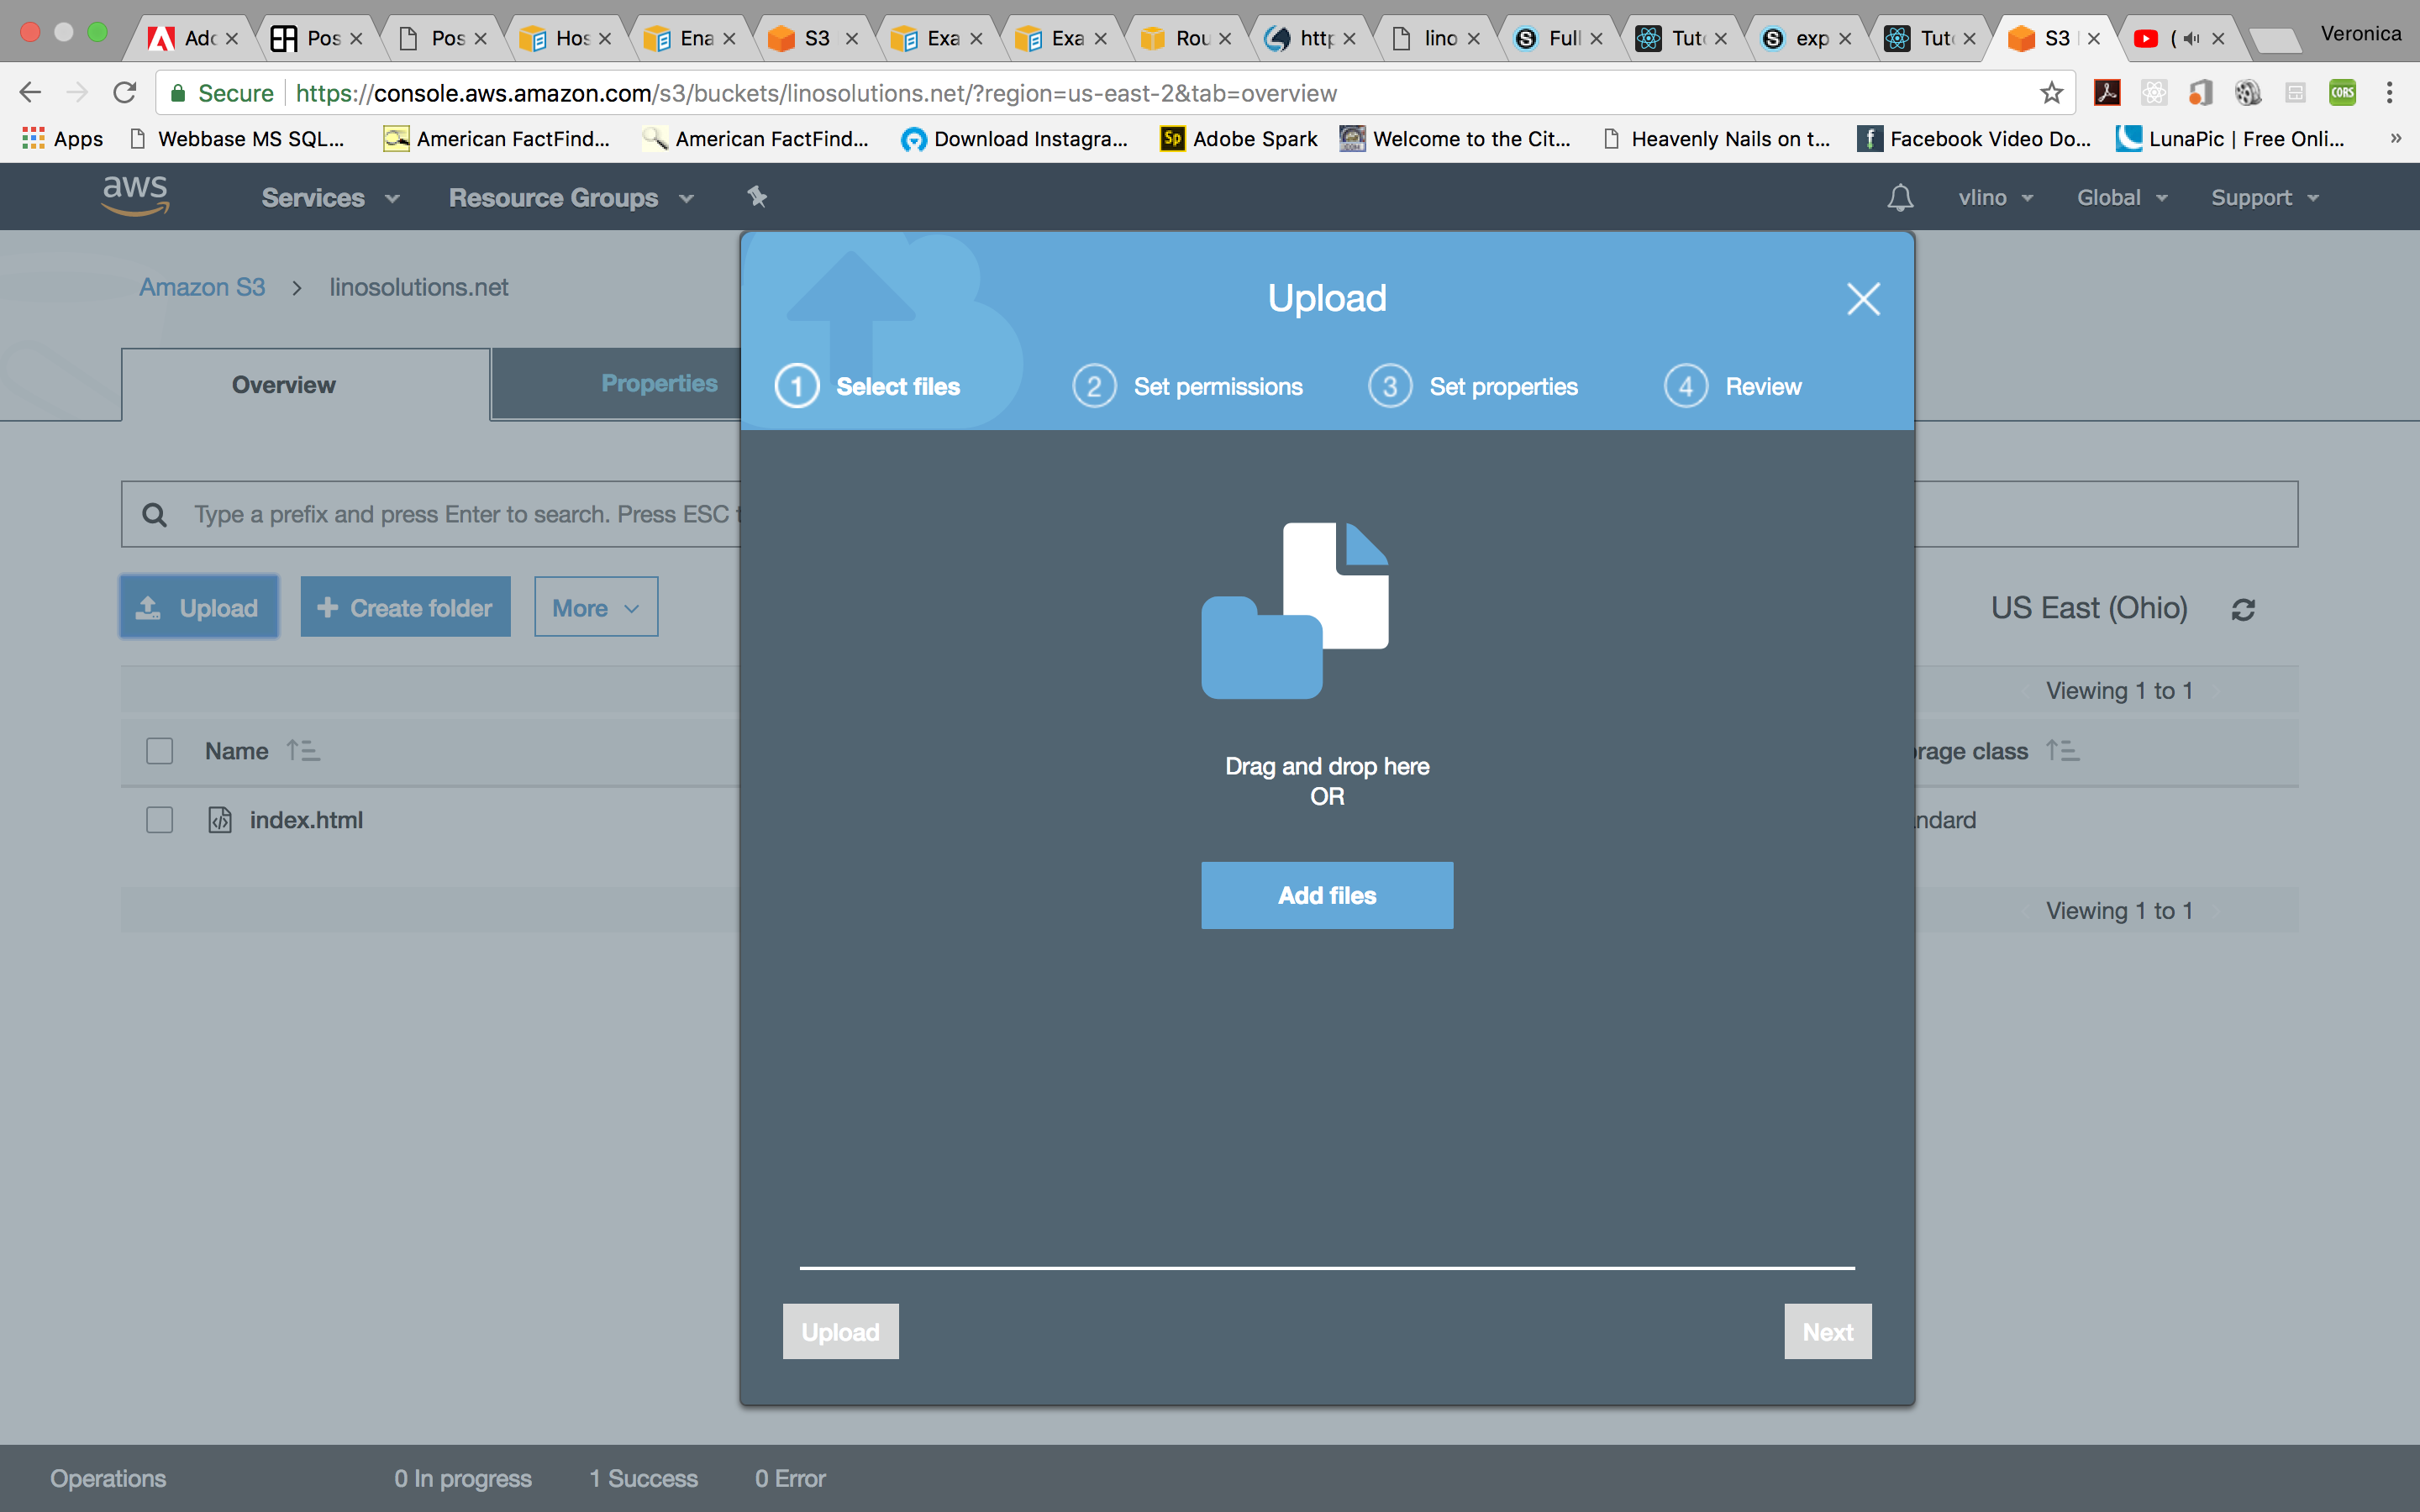 Adc Pos Pos Hos Ena S3 Exa Exa Rou http lino Full Tuto exp Tuto S3 ( Veronica
Secure https://console.aws.amazon.com/s3/buckets/linosolutions.net/?region=us-east-2&tab=overview CORS
Apps Webbase MS SQL... American FactFind... American FactFind... Download Instagra... Sp Adobe Spark Welcome to the Cit... Heavenly Nails on t... Facebook Video Do... LunaPic | Free Onli... »
aws Services Resource Groups vlino Global Support
Amazon S3 > linosolutions.net
Upload
1 Select files 2 Set permissions 3 Set properties 4 Review
Overview Properties
Type a prefix and press Enter to search. Press ESC t
Upload Create folder More US East (Ohio)
Viewing 1 to 1
Name rage class
Drag and drop here
OR
index.html ndard
Add files
Viewing 1 to 1
Upload Next
Operations 0 In progress 1 Success 0 Error